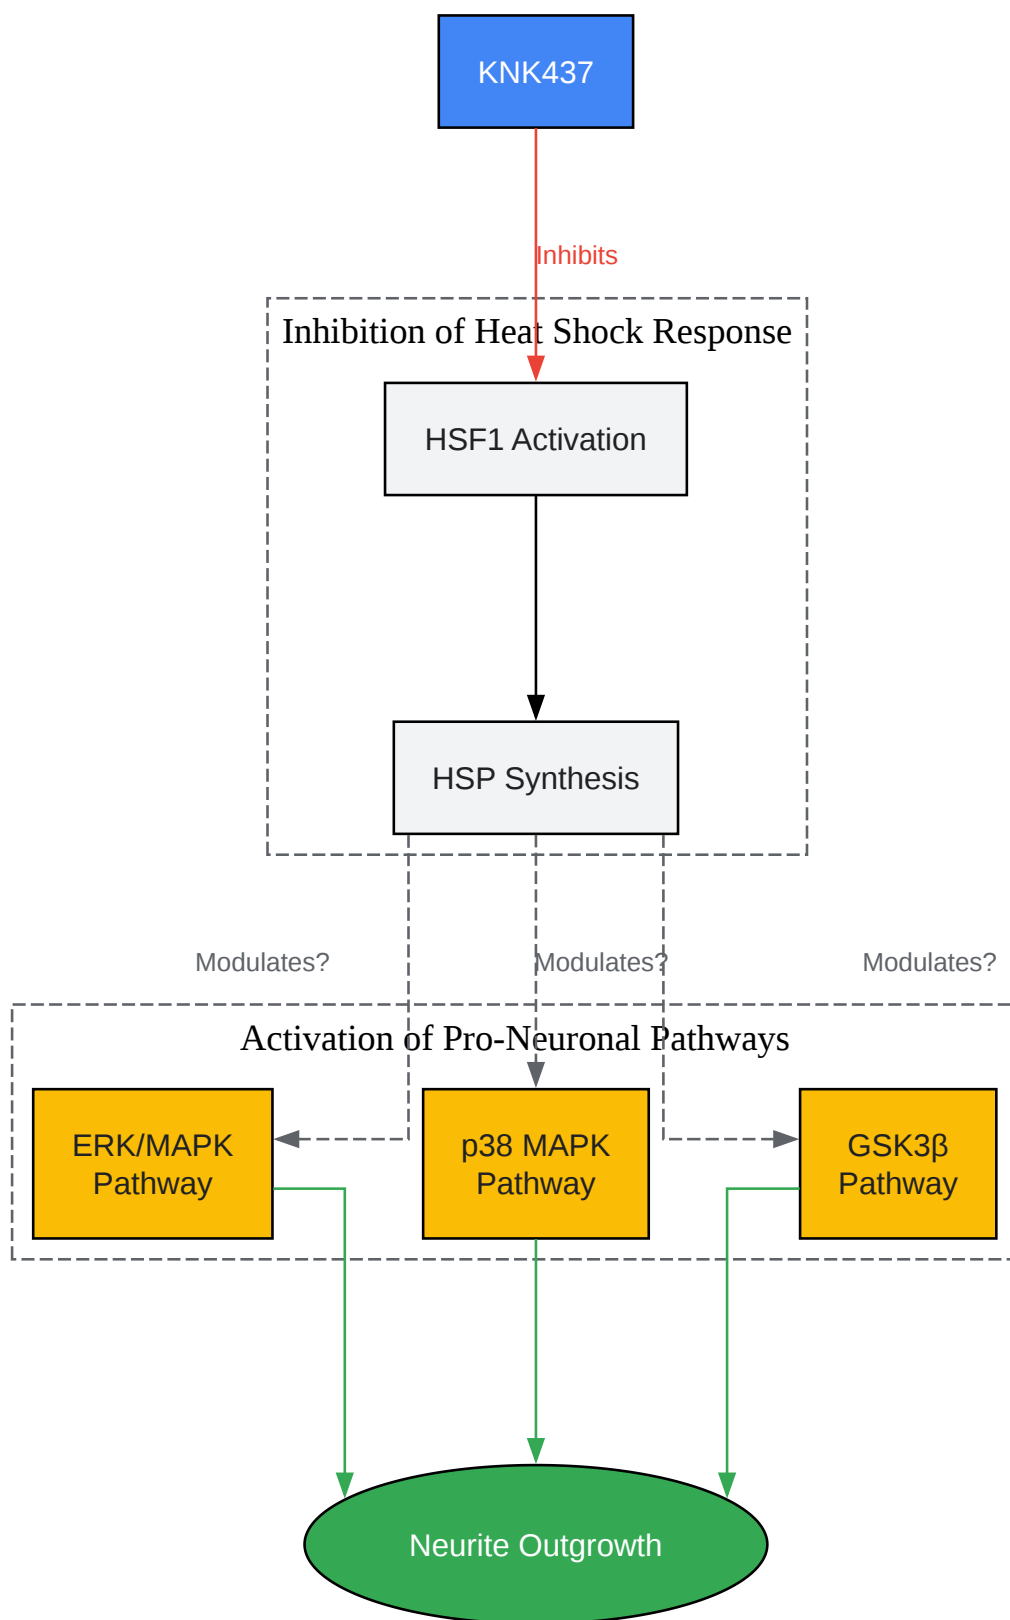 KNK437
Inhibits
Inhibition of Heat Shock Response
HSF1 Activation
HSP Synthesis
Modulates?
Modulates?
Modulates?
Activation of Pro-Neuronal Pathways
ERK/MAPK
Pathway
p38 MAPK
Pathway
GSK3β
Pathway
Neurite Outgrowth